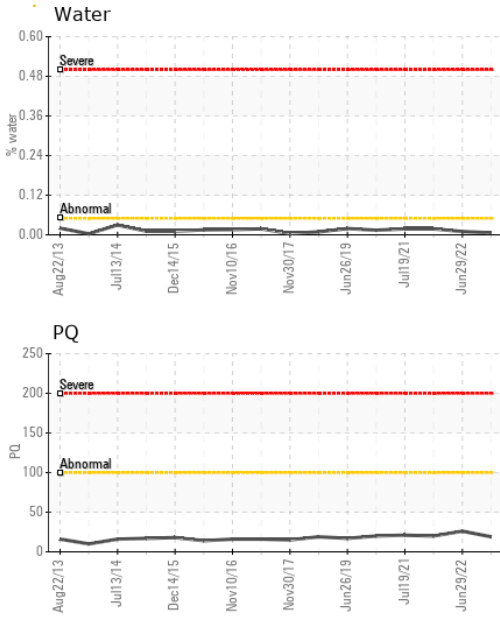 Water
0.60
Severe
0.48
0.36
% water
0.24
0.12
Abnormal
0.00
Aug22/13
Jul13/14
Dec14/15
Nov10/16
Nov30/17
Jun26/19
Jul19/21
Jun29/22
PQ
250
Severe
200
150
PQ
Abnormal
100
50
0
Aug22/13
Jul13/14
Dec14/15
Nov10/16
Nov30/17
Jun26/19
Jul19/21
Jun29/22